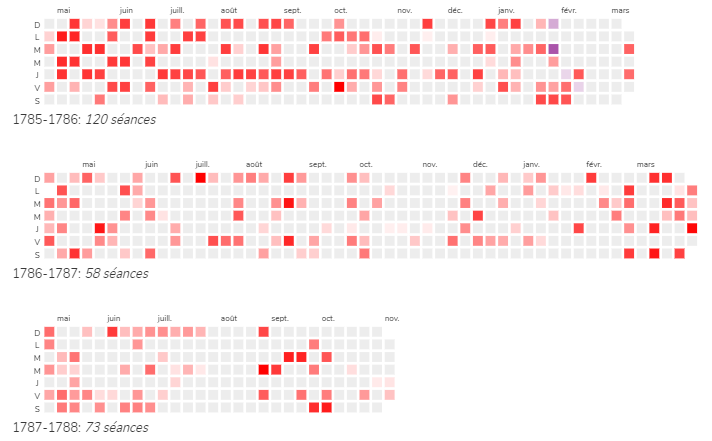 mai juin juill. août sept. oct. nov. déc. janv. févr. mars
D
L
M
M
J
V
S
1785-1786: 120 séances
mai juin juill. août sept. oct. nov. déc. janv. févr. mars
D
L
M
M
J
V
S
1786-1787: 58 séances
mai juin juill. août sept. oct. nov.
D
L
M
M
J
V
S
1787-1788: 73 séances